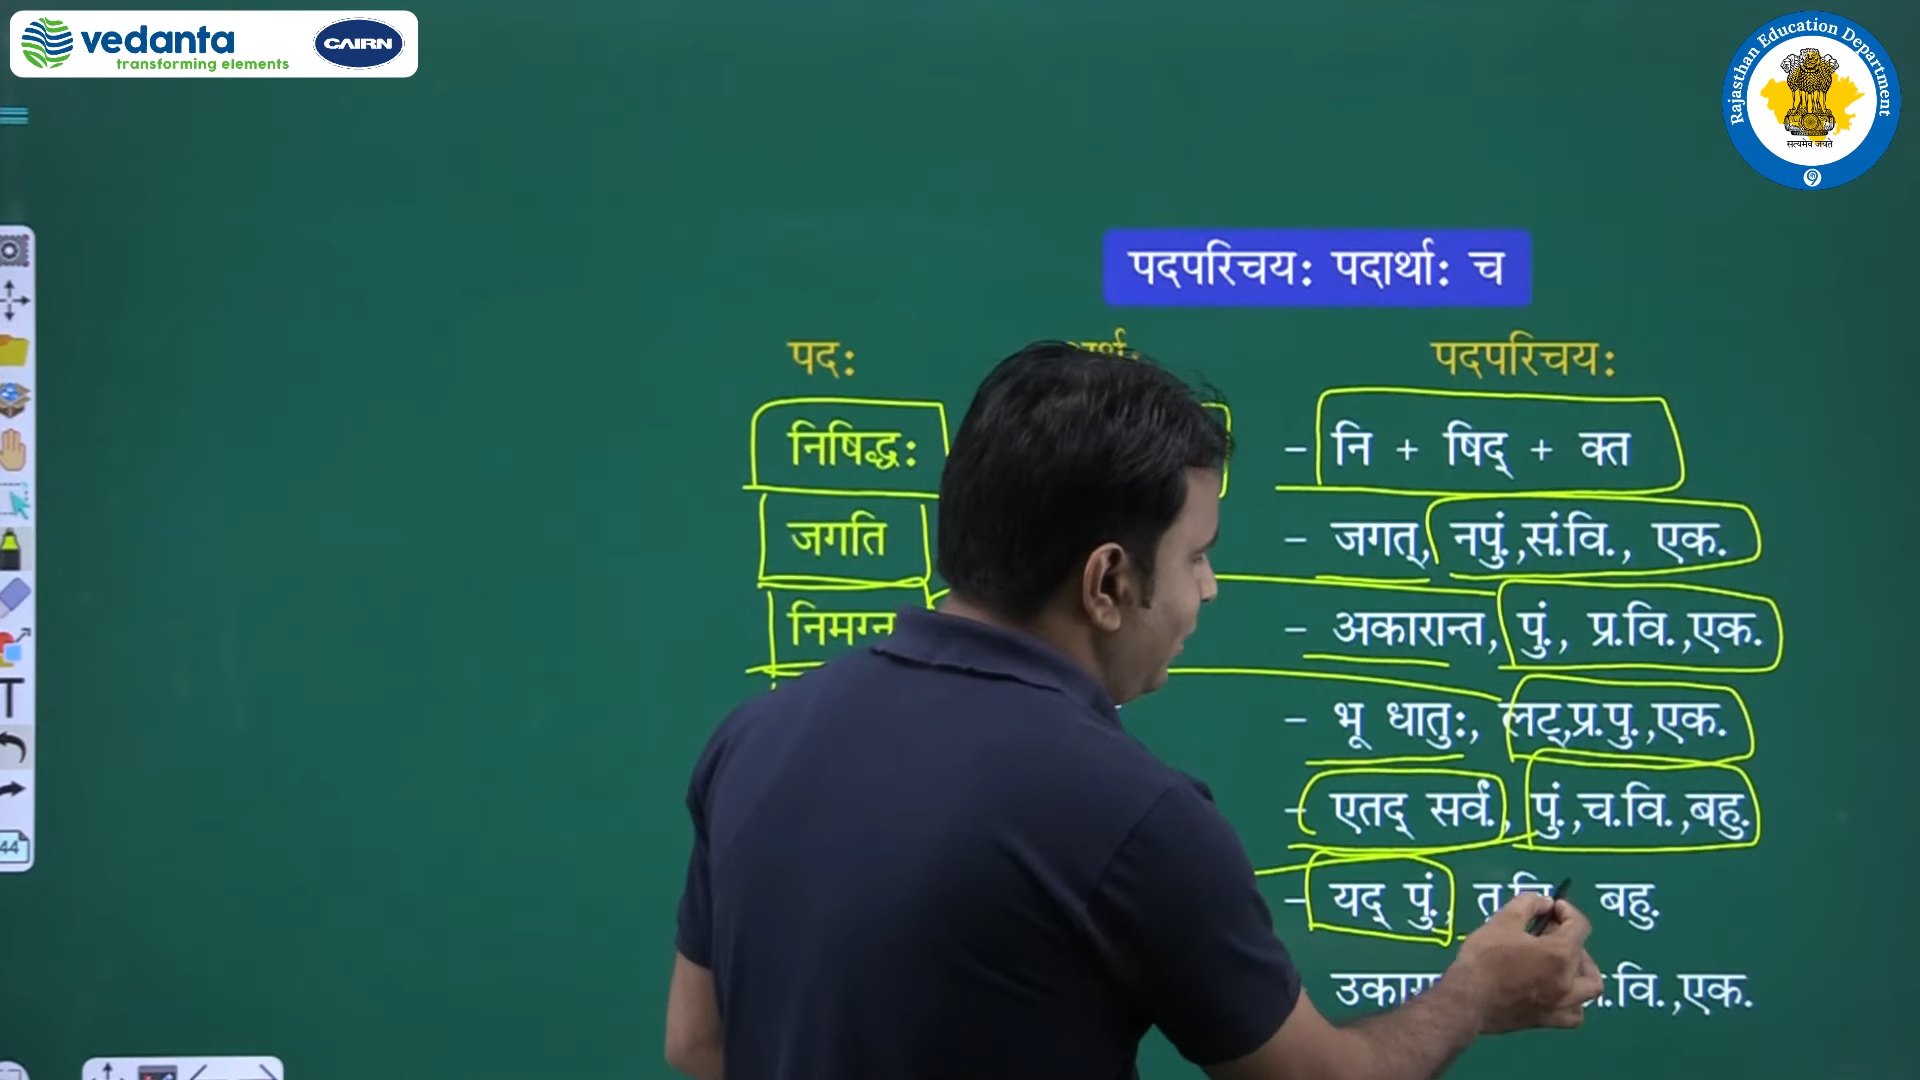 vedanta
transforming elements
CAIRN
Rajasthan Education Department
सत्यमेव जयते
पदपरिचय: पदार्था: च
पद: पदपरिचय:
निषिद्ध: – नि + षिद् + क्त
जगति – जगत्, नपुं.,सं.वि., एक.
– अकारान्त, पुं., प्र.वि.,एक.
– भू धातु:, लट्,प्र.पु.,एक.
– एतद् सर्वं., पुं.,च.वि.,बहु.
– यद् पुं., बहु.
वि.,एक.
T
44